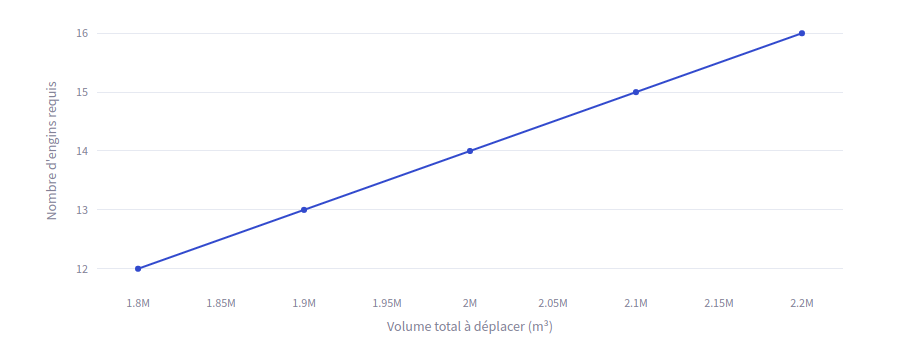 16
15
14
13
12
Nombre d'engins requis
1.8M 1.85M 1.9M 1.95M 2M 2.05M 2.1M 2.15M 2.2M
Volume total à déplacer (m³)